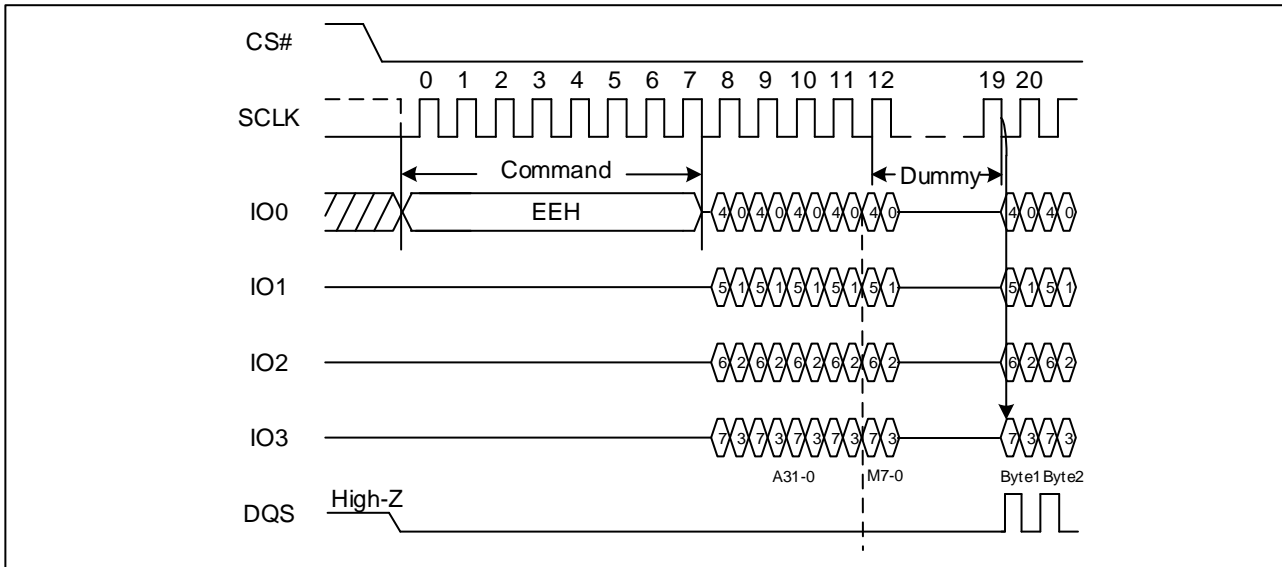 CS#
0 1 2 3 4 5 6 7 8 9 10 11 12 19 20
SCLK
Command
Dummy
IO0 EEH 4 0 4 0 4 0 4 0 4 0 4 0 4 0
IO1 5 1 5 1 5 1 5 1 5 1 5 1 5 1
IO2 6 2 6 2 6 2 6 2 6 2 6 2 6 2
IO3 7 3 7 3 7 3 7 3 7 3 7 3 7 3
A31-0 M7-0 Byte1 Byte2
High-Z
DQS